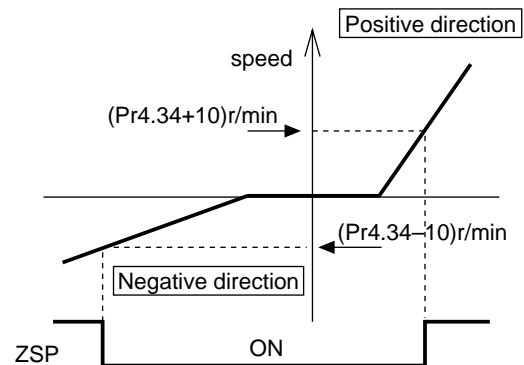 Positive direction
speed
(Pr4.34+10)r/min
(Pr4.34–10)r/min
Negative direction
ZSP
ON